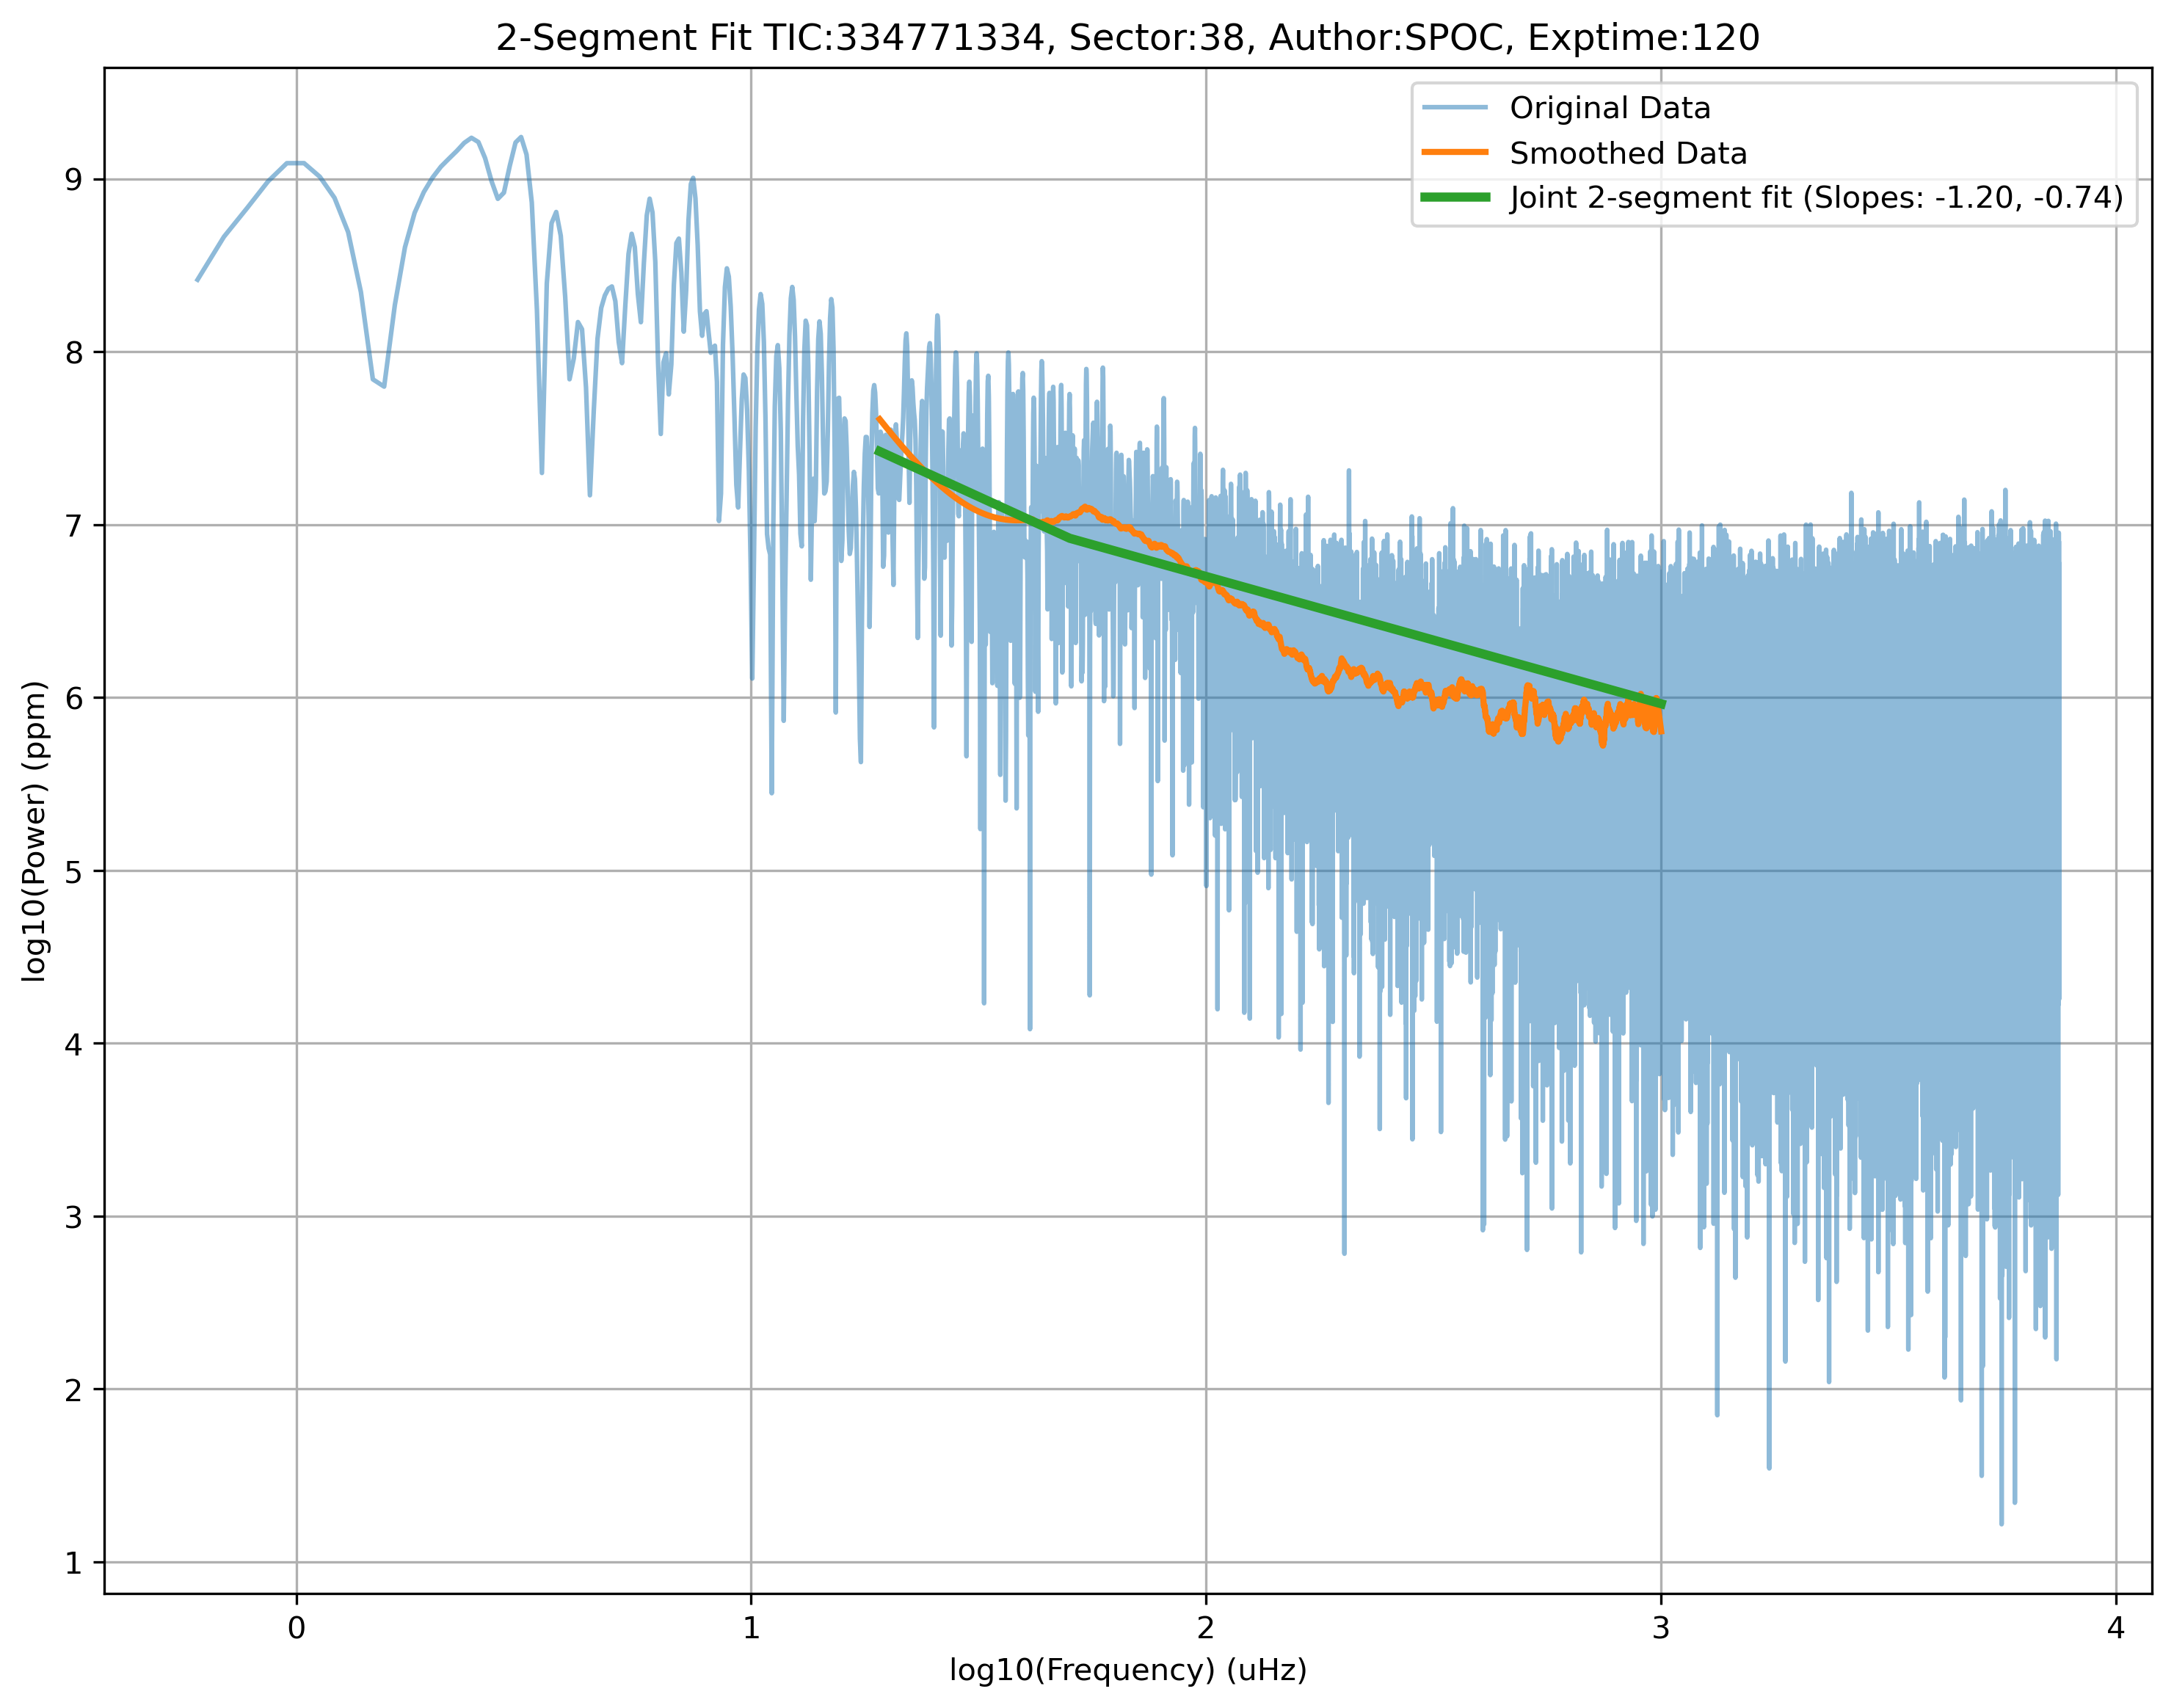 2-Segment Fit TIC:334771334, Sector:38, Author:SPOC, Exptime:120
Original Data
Smoothed Data
Joint 2-segment fit (Slopes: -1.20, -0.74)
log10(Power) (ppm)
9
8
7
6
5
4
3
2
1
0 1 2 3 4
log10(Frequency) (uHz)